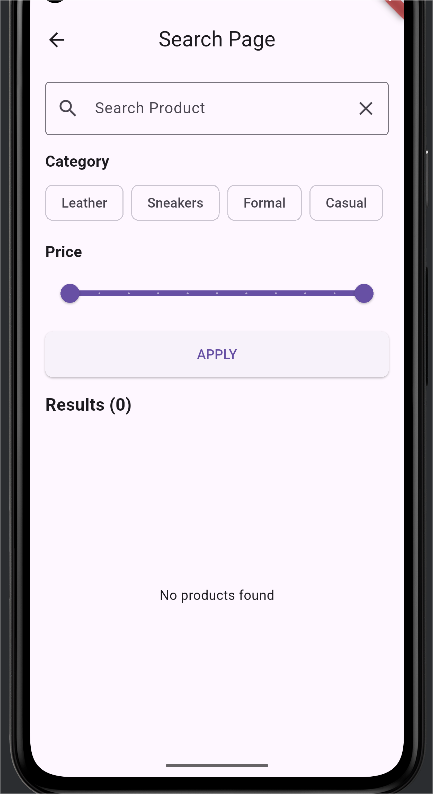 Search Page
Search Product
Category
Leather Sneakers Formal Casual
Price
APPLY
Results (0)
No products found